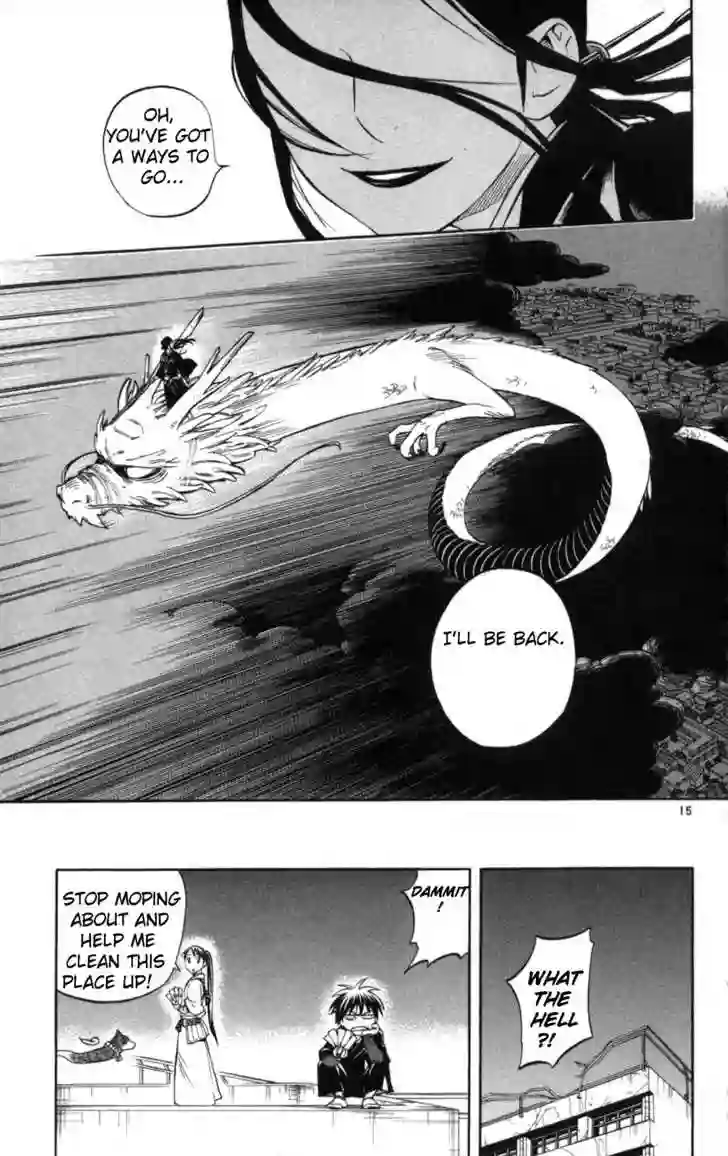 OH,
YOU'VE GOT
A WAYS TO
GO...
I'LL BE BACK.
15
WHAT
THE
HELL
?!
DAMMIT
!
STOP MOPING
ABOUT AND
HELP ME
CLEAN THIS
PLACE UP!